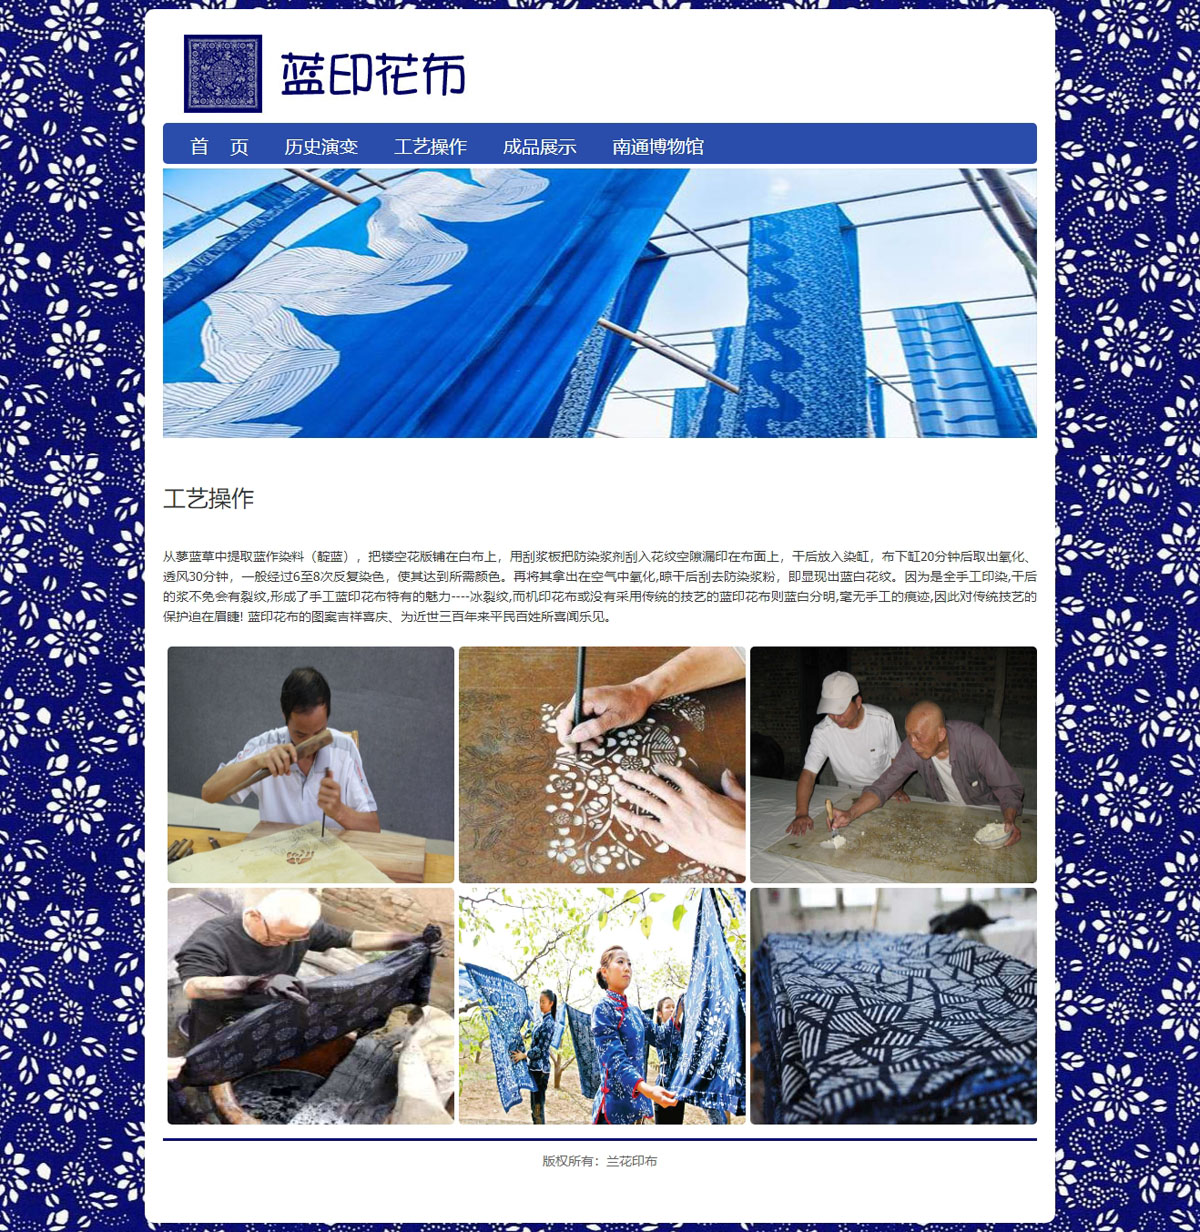 蓝印花布
首 页 历史演变 工艺操作 成品展示 南通博物馆
工艺操作
从蓼蓝草中提取蓝作染料（靛蓝），把镂空花版铺在白布上，用刮浆板把防染浆剂刮入花纹空隙漏印在布面上，干后放入染缸，布下缸20分钟后取出氧化、
透风30分钟，一般经过6至8次反复染色，使其达到所需颜色。再将其拿出在空气中氧化,晾干后刮去防染浆粉，即显现出蓝白花纹。因为是全手工印染,干后
的浆不免会有裂纹,形成了手工蓝印花布特有的魅力----冰裂纹,而机印花布或没有采用传统的技艺的蓝印花布则蓝白分明,毫无手工的痕迹,因此对传统技艺的
保护迫在眉睫! 蓝印花布的图案吉祥喜庆、为近世三百年来平民百姓所喜闻乐见。
版权所有：兰花印布